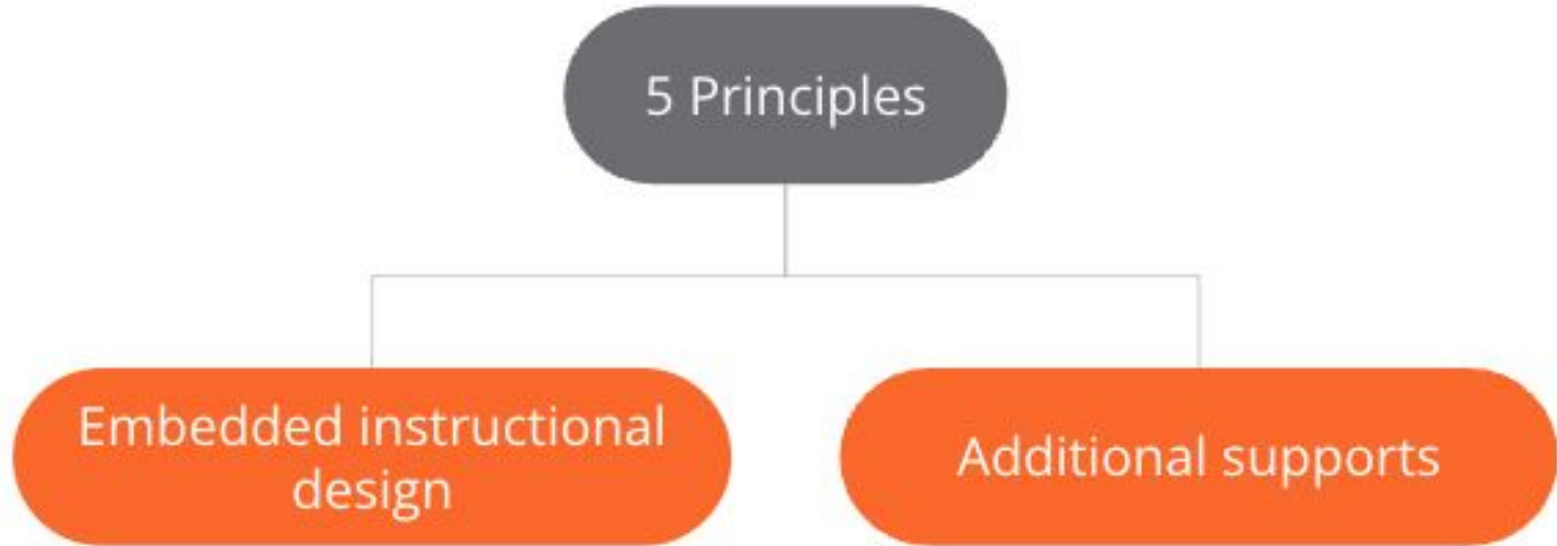 5 Principles
Embedded instructional
design
Additional supports